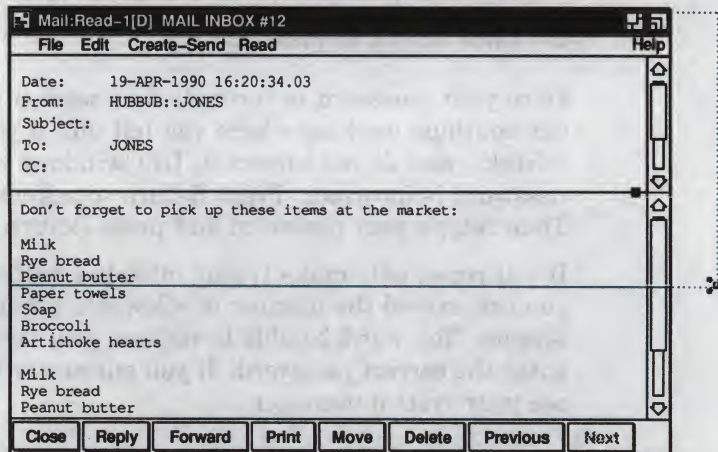 Mail:Read-1[D] MAIL INBOX #12
File Edit Create-Send Read Help
Date: 19-APR-1990 16:20:34.03
From: HUBBUB::JONES
Subject:
To: JONES
CC:
Don't forget to pick up these items at the market:
Milk
Rye bread
Peanut butter
Paper towels
Soap
Broccoli
Artichoke hearts
Milk
Rye bread
Peanut butter
Close Reply Forward Print Move Delete Previous Next